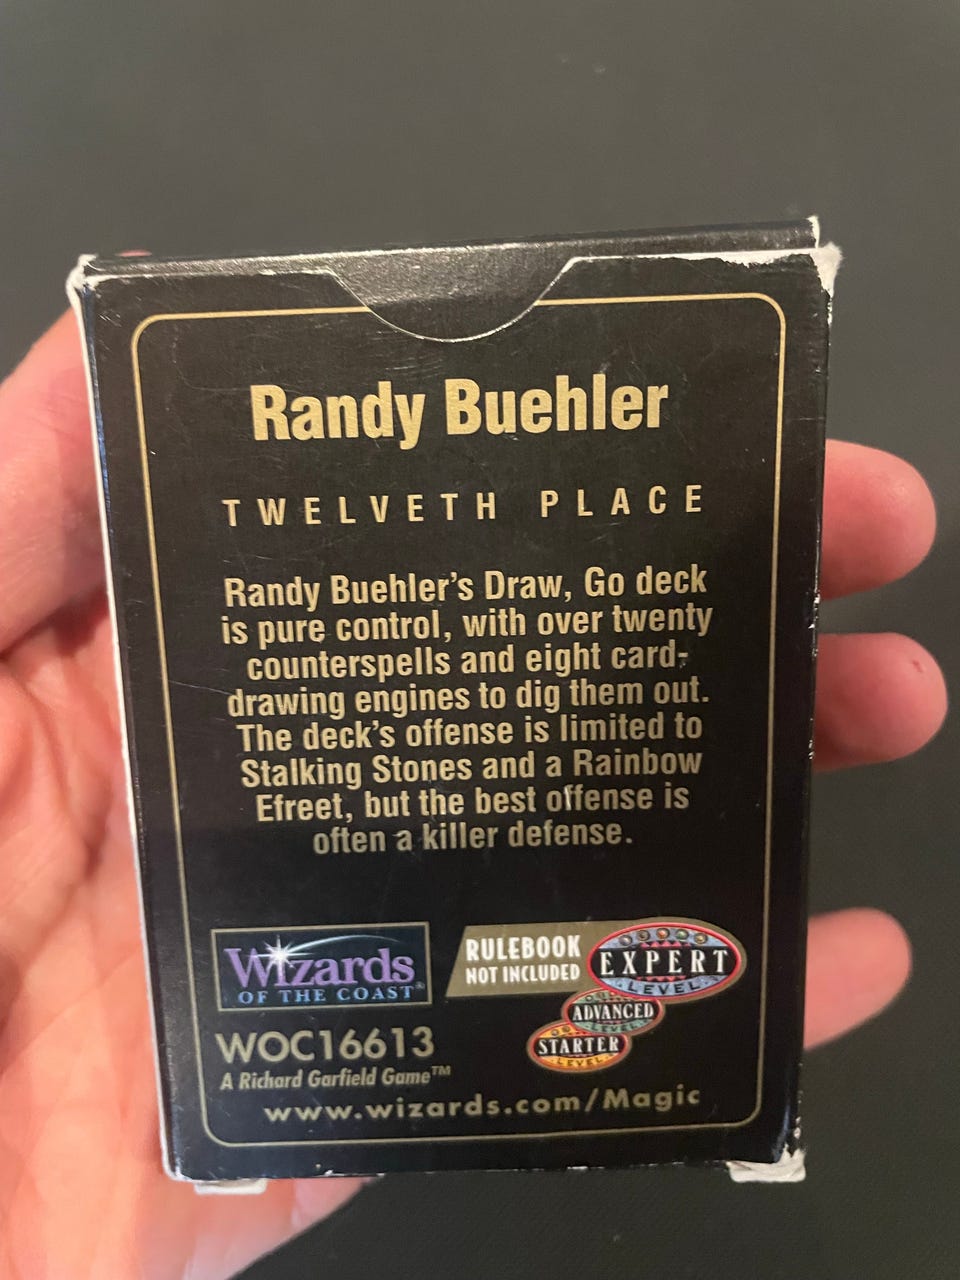 Randy Buehler
TWELVETH PLACE
Randy Buehler's Draw, Go deck
is pure control, with over twenty
counterspells and eight card-
drawing engines to dig them out.
The deck's offense is limited to
Stalking Stones and a Rainbow
Efreet, but the best offense is
often a killer defense.
Wizards
OF THE COAST®
RULEBOOK
NOT INCLUDED
EXPERT
LEVEL
ADVANCED
LEVEL
STARTER
LEVEL
WOC16613
A Richard Garfield Game™
www.wizards.com/Magic